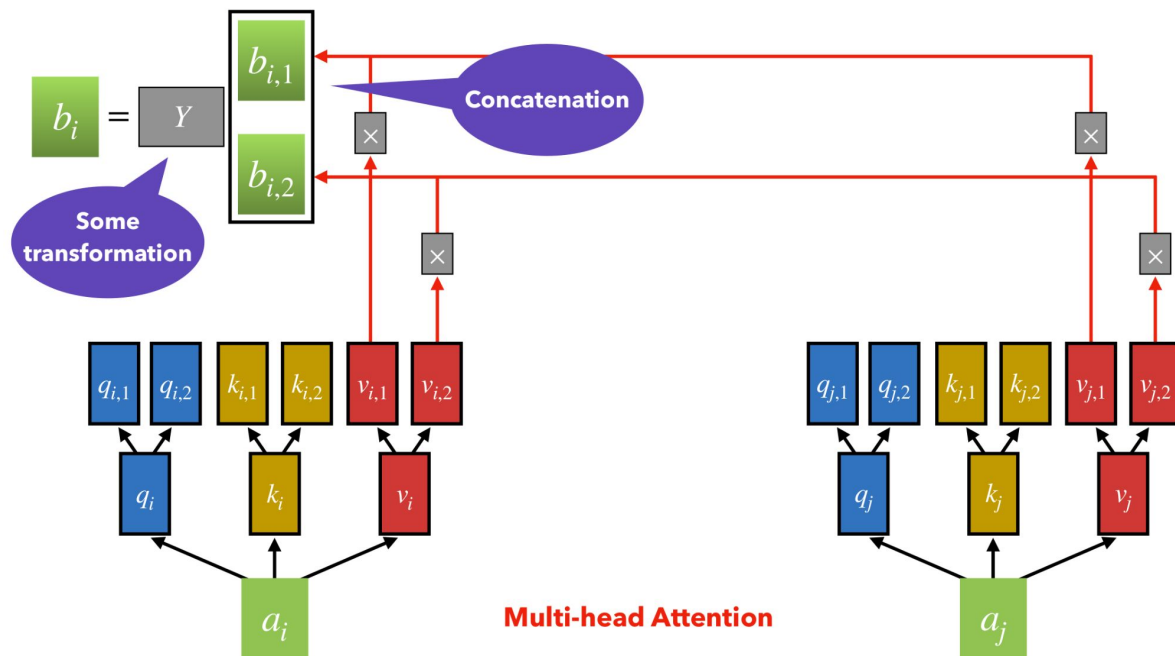 b_{i,1}
Concatenation
b_i = Y
× ×
b_{i,2}
Some
transformation
× ×
q_{i,1} q_{i,2} k_{i,1} k_{i,2} v_{i,1} v_{i,2} q_{j,1} q_{j,2} k_{j,1} k_{j,2} v_{j,1} v_{j,2}
q_i k_i v_i q_j k_j v_j
a_i Multi-head Attention a_j